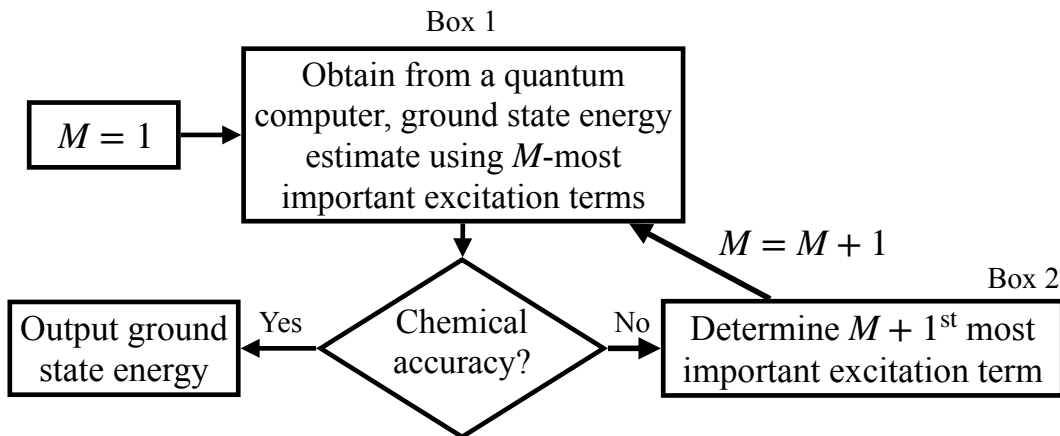 Box 1
Obtain from a quantum
computer, ground state energy
estimate using M-most
important excitation terms
M = 1
M = M + 1
Box 2
Chemical
accuracy?
Yes
No
Output ground
state energy
Determine M + 1st most
important excitation term